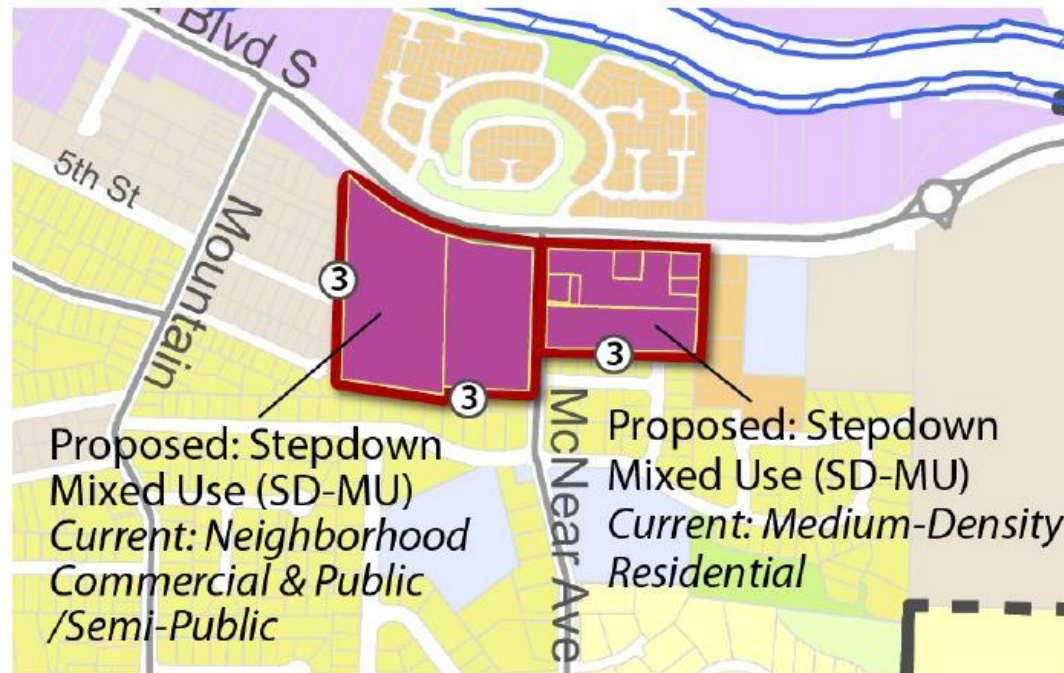 Blvd S
5th St
Mountain
3
3
3
McNear Ave
Proposed: Stepdown
Mixed Use (SD-MU)
Current: Neighborhood
Commercial & Public
/Semi-Public
Proposed: Stepdown
Mixed Use (SD-MU)
Current: Medium-Density
Residential